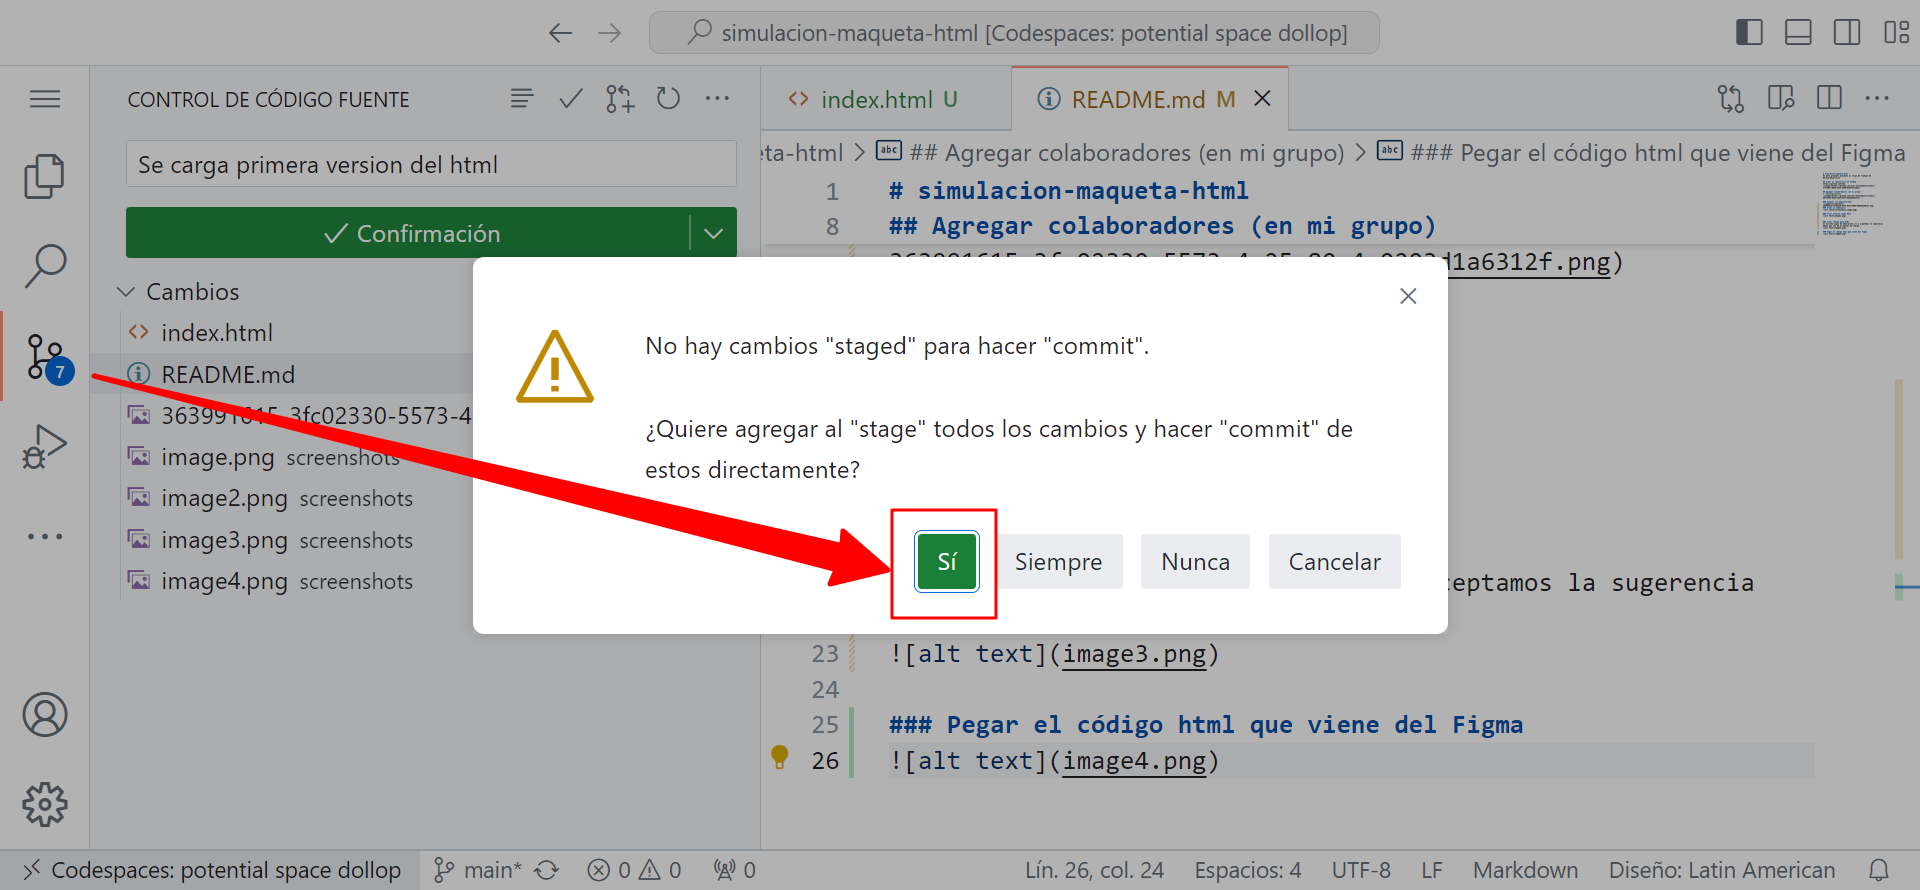 simulacion-maqueta-html [Codespaces: potential space dollop]
CONTROL DE CÓDIGO FUENTE
Se carga primera version del html
Confirmación
Cambios
index.html
README.md
363991615-3fc02330-5573-4
image.png screenshots
image2.png screenshots
image3.png screenshots
image4.png screenshots
7
index.html U
README.md M
ta-html > ## Agregar colaboradores (en mi grupo) > ### Pegar el código html que viene del Figma
1 # simulacion-maqueta-html
8 ## Agregar colaboradores (en mi grupo)
d1a6312f.png)
No hay cambios "staged" para hacer "commit".
¿Quiere agregar al "stage" todos los cambios y hacer "commit" de
estos directamente?
Sí
Siempre
Nunca
Cancelar
ceptamos la sugerencia
23 ![alt text](image3.png)
24
25 ### Pegar el código html que viene del Figma
26 ![alt text](image4.png)
Codespaces: potential space dollop main* 0 0 0 Lín. 26, col. 24 Espacios: 4 UTF-8 LF Markdown Diseño: Latin American